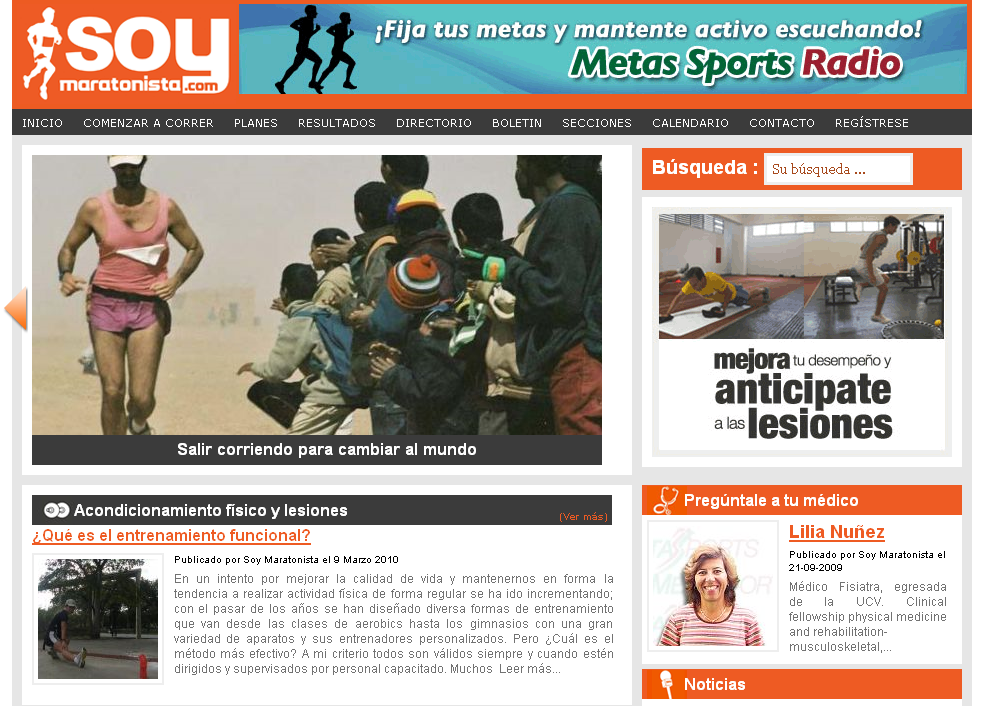 SOY
maratonista.com
¡Fija tus metas y mantente activo escuchando!
Metas Sports Radio
INICIO COMENZAR A CORRER PLANES RESULTADOS DIRECTORIO BOLETIN SECCIONES CALENDARIO CONTACTO REGÍSTRESE
Búsqueda : Su búsqueda ...
Salir corriendo para cambiar al mundo
mejora tu desempeño y
anticipate
a las lesiones
Acondicionamiento físico y lesiones
(Ver más)
¿Qué es el entrenamiento funcional?
Publicado por Soy Maratonista el 9 Marzo 2010
En un intento por mejorar la calidad de vida y mantenernos en forma la
tendencia a realizar actividad física de forma regular se ha ido incrementando;
con el pasar de los años se han diseñado diversa formas de entrenamiento
que van desde las clases de aerobics hasta los gimnasios con una gran
variedad de aparatos y sus entrenadores personalizados. Pero ¿Cuál es el
método más efectivo? A mi criterio todos son válidos siempre y cuando estén
dirigidos y supervisados por personal capacitado. Muchos Leer más...
Pregúntale a tu médico
Lilia Nuñez
Publicado por Soy Maratonista el
21-09-2009
Médico Fisiatra, egresada
de la UCV. Clinical
fellowship physical medicine
and rehabilitation-
musculoskeletal,...
Noticias